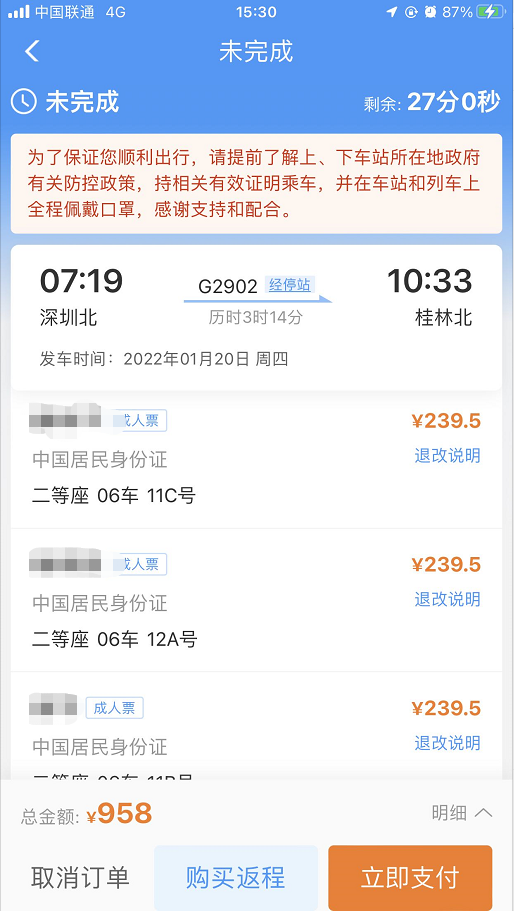 中国联通 4G 15:30 87%
未完成
未完成 剩余: 27分0秒
为了保证您顺利出行，请提前了解上、下车站所在地政府
有关防控政策，持相关有效证明乘车，并在车站和列车上
全程佩戴口罩，感谢支持和配合。
07:19 G2902 经停站 10:33
深圳北 历时3时14分 桂林北
发车时间：2022年01月20日 周四
成人票 ¥239.5
中国居民身份证 退改说明
二等座 06车 11C号
成人票 ¥239.5
中国居民身份证 退改说明
二等座 06车 12A号
成人票 ¥239.5
中国居民身份证 退改说明
二等座 06车 11B号
总金额: ¥958 明细
取消订单 购买返程 立即支付